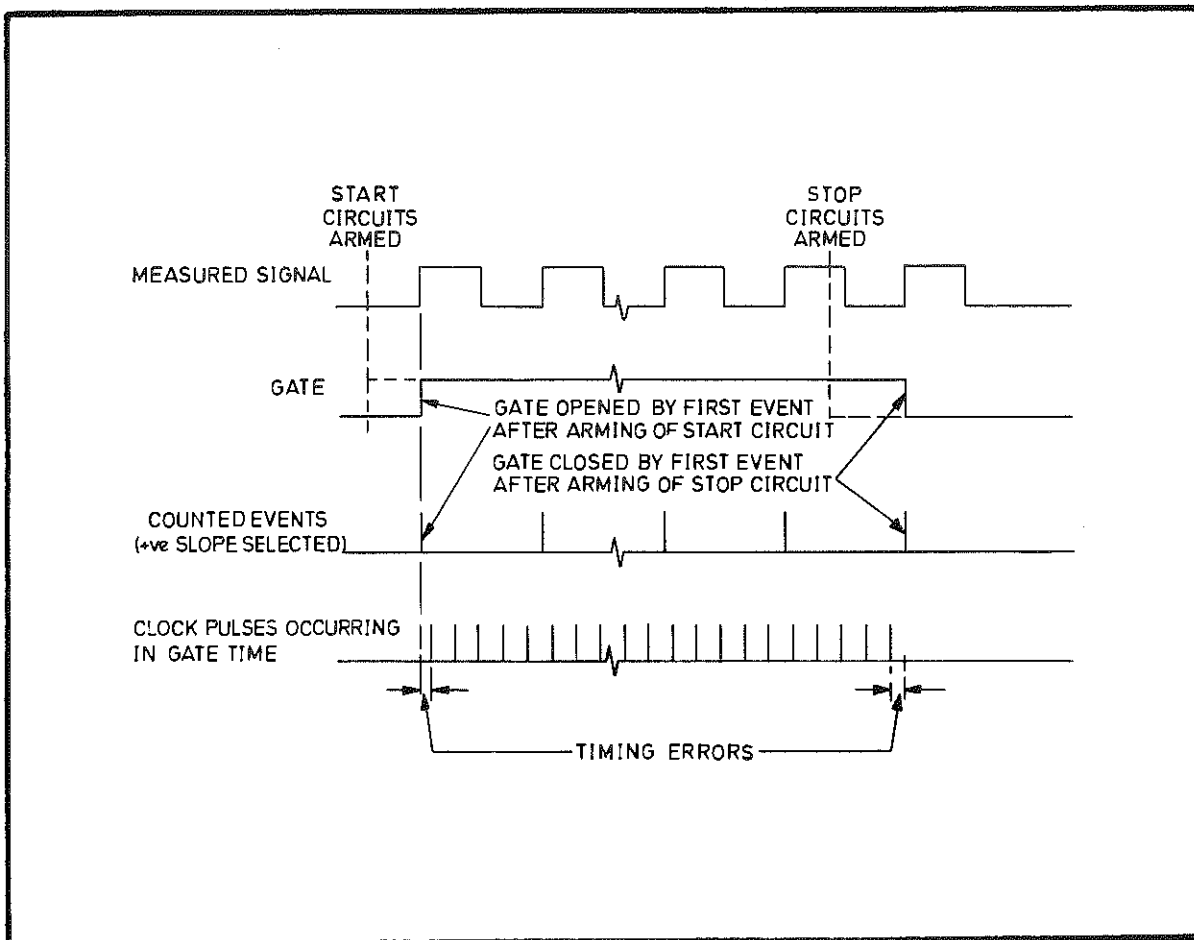 START
CIRCUITS
ARMED
STOP
CIRCUITS
ARMED
MEASURED SIGNAL
GATE
GATE OPENED BY FIRST EVENT
AFTER ARMING OF START CIRCUIT
GATE CLOSED BY FIRST EVENT
AFTER ARMING OF STOP CIRCUIT
COUNTED EVENTS
(+ve SLOPE SELECTED)
CLOCK PULSES OCCURRING
IN GATE TIME
TIMING ERRORS